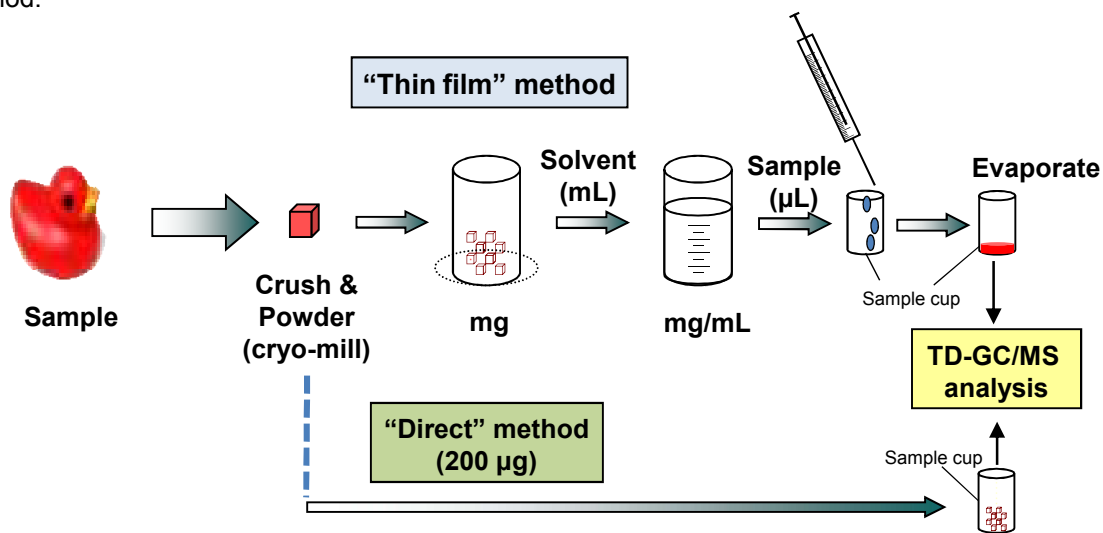 nod.
“Thin film” method
Solvent
(mL)
Sample
(µL)
Evaporate
Sample cup
Sample
Crush &
Powder
(cryo-mill)
mg
mg/mL
TD-GC/MS
analysis
“Direct” method
(200 µg)
Sample cup